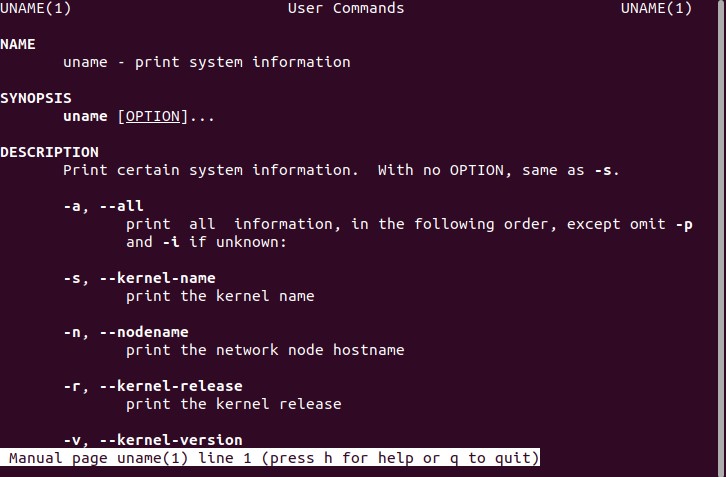 UNAME(1) User Commands UNAME(1)
NAME
uname - print system information
SYNOPSIS
uname [OPTION]...
DESCRIPTION
Print certain system information.  With no OPTION, same as -s.
-a, --all
print  all  information, in the following order, except omit -p
and -i if unknown:
-s, --kernel-name
print the kernel name
-n, --nodename
print the network node hostname
-r, --kernel-release
print the kernel release
-v, --kernel-version
Manual page uname(1) line 1 (press h for help or q to quit)